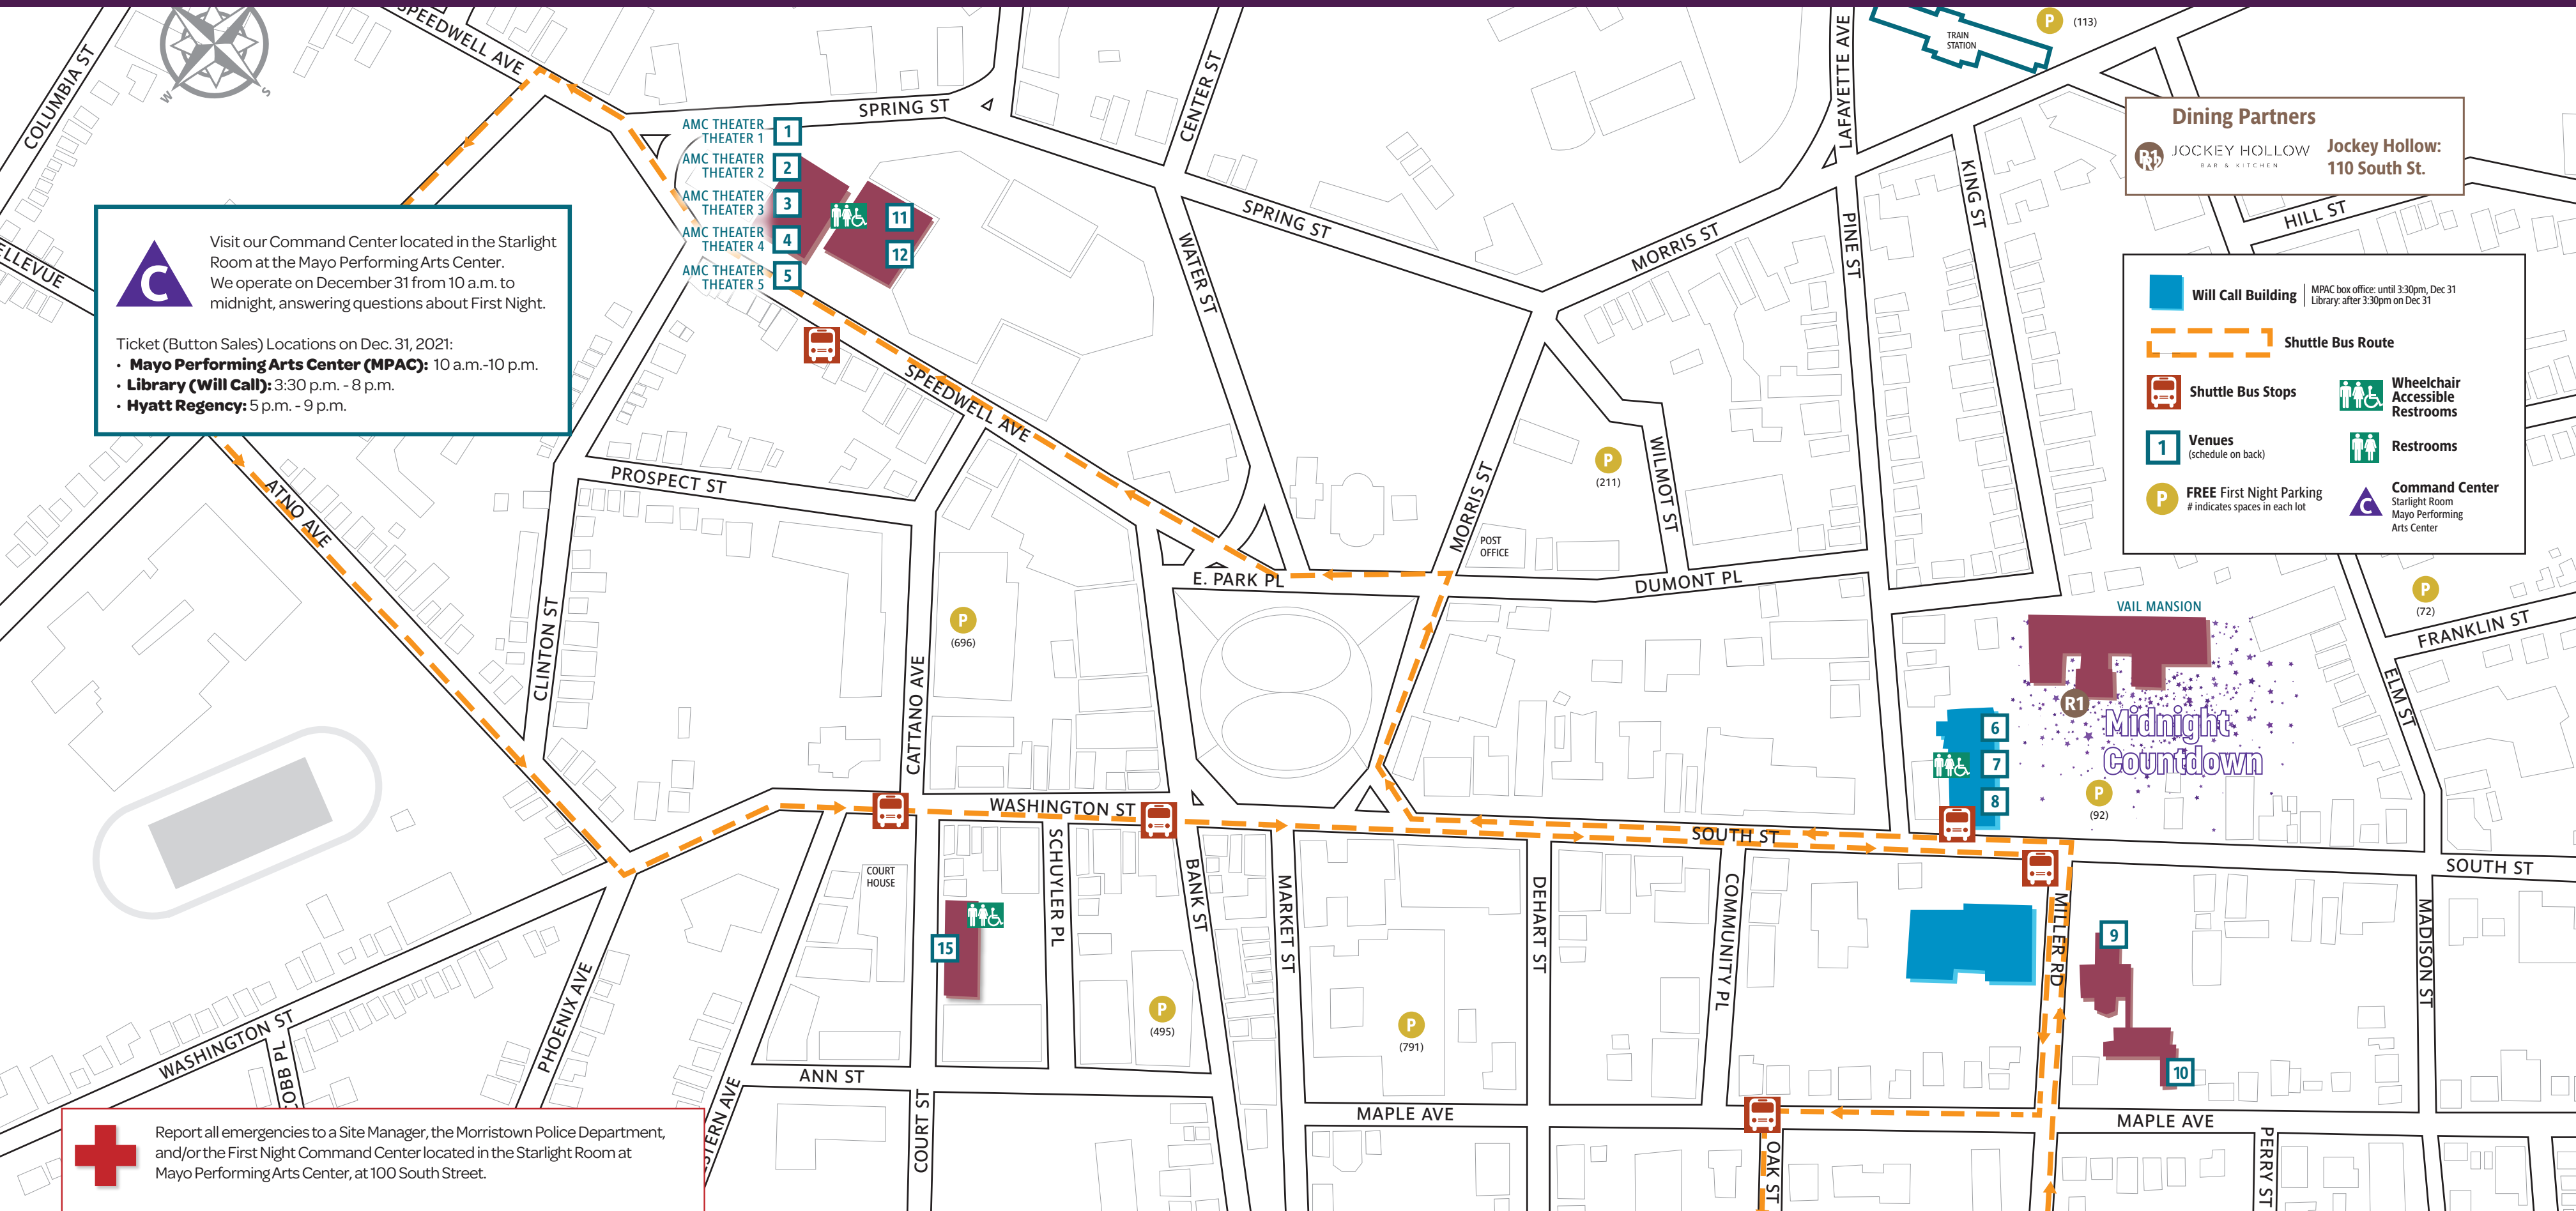 SPEEDWELL AVE
COLUMBIA ST
W
S
SPRING ST
CENTER ST
LAFAYETTE AVE
TRAIN
STATION
P
(113)
Dining Partners
R1
JOCKEY HOLLOW
BAR & KITCHEN
Jockey Hollow:
110 South St.
AMC THEATER
THEATER 1
1
AMC THEATER
THEATER 2
2
AMC THEATER
THEATER 3
3
AMC THEATER
THEATER 4
4
AMC THEATER
THEATER 5
5
11
12
SPRING ST
WATER ST
MORRIS ST
PINE ST
KING ST
HILL ST
ELLEVUE
C
Visit our Command Center located in the Starlight
Room at the Mayo Performing Arts Center.
We operate on December 31 from 10 a.m. to
midnight, answering questions about First Night.
Ticket (Button Sales) Locations on Dec. 31, 2021:
• Mayo Performing Arts Center (MPAC): 10 a.m.-10 p.m.
• Library (Will Call): 3:30 p.m. - 8 p.m.
• Hyatt Regency: 5 p.m. - 9 p.m.
Will Call Building
MPAC box office: until 3:30pm, Dec 31
Library: after 3:30pm on Dec 31
Shuttle Bus Route
Shuttle Bus Stops
Wheelchair
Accessible
Restrooms
1
Venues
(schedule on back)
Restrooms
P
FREE First Night Parking
# indicates spaces in each lot
C
Command Center
Starlight Room
Mayo Performing
Arts Center
SPEEDWELL AVE
PROSPECT ST
ATNO AVE
CLINTON ST
CATTANO AVE
P
(696)
E. PARK PL
MORRIS ST
POST
OFFICE
P
(211)
WILMOT ST
DUMONT PL
VAIL MANSION
R1
Midnight
Countdown
P
(92)
P
(72)
FRANKLIN ST
ELM ST
6
7
8
WASHINGTON ST
SOUTH ST
SOUTH ST
COURT
HOUSE
15
SCHUYLER PL
BANK ST
MARKET ST
DEHART ST
COMMUNITY PL
MILLER RD
9
10
MADISON ST
P
(495)
P
(791)
WASHINGTON ST
COBB PL
PHOENIX AVE
STERN AVE
ANN ST
COURT ST
MAPLE AVE
OAK ST
MAPLE AVE
PERRY ST
Report all emergencies to a Site Manager, the Morristown Police Department,
and/or the First Night Command Center located in the Starlight Room at
Mayo Performing Arts Center, at 100 South Street.